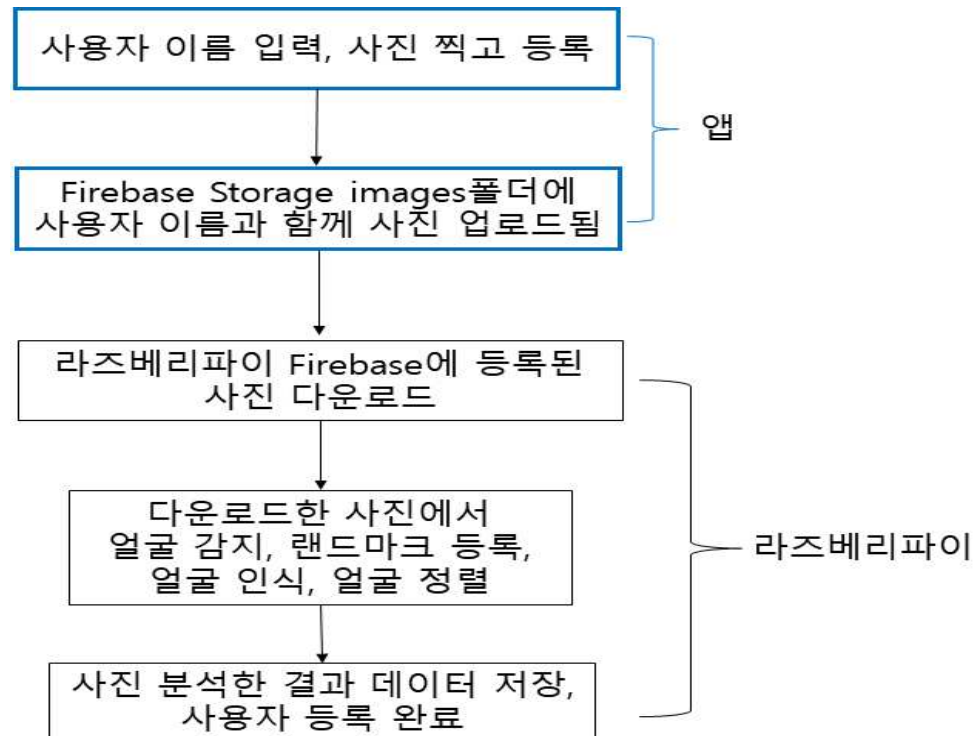 사용자 이름 입력, 사진 찍고 등록
앱
Firebase Storage images폴더에
사용자 이름과 함께 사진 업로드됨
라즈베리파이 Firebase에 등록된
사진 다운로드
다운로드한 사진에서
얼굴 감지, 랜드마크 등록,
얼굴 인식, 얼굴 정렬
라즈베리파이
사진 분석한 결과 데이터 저장,
사용자 등록 완료